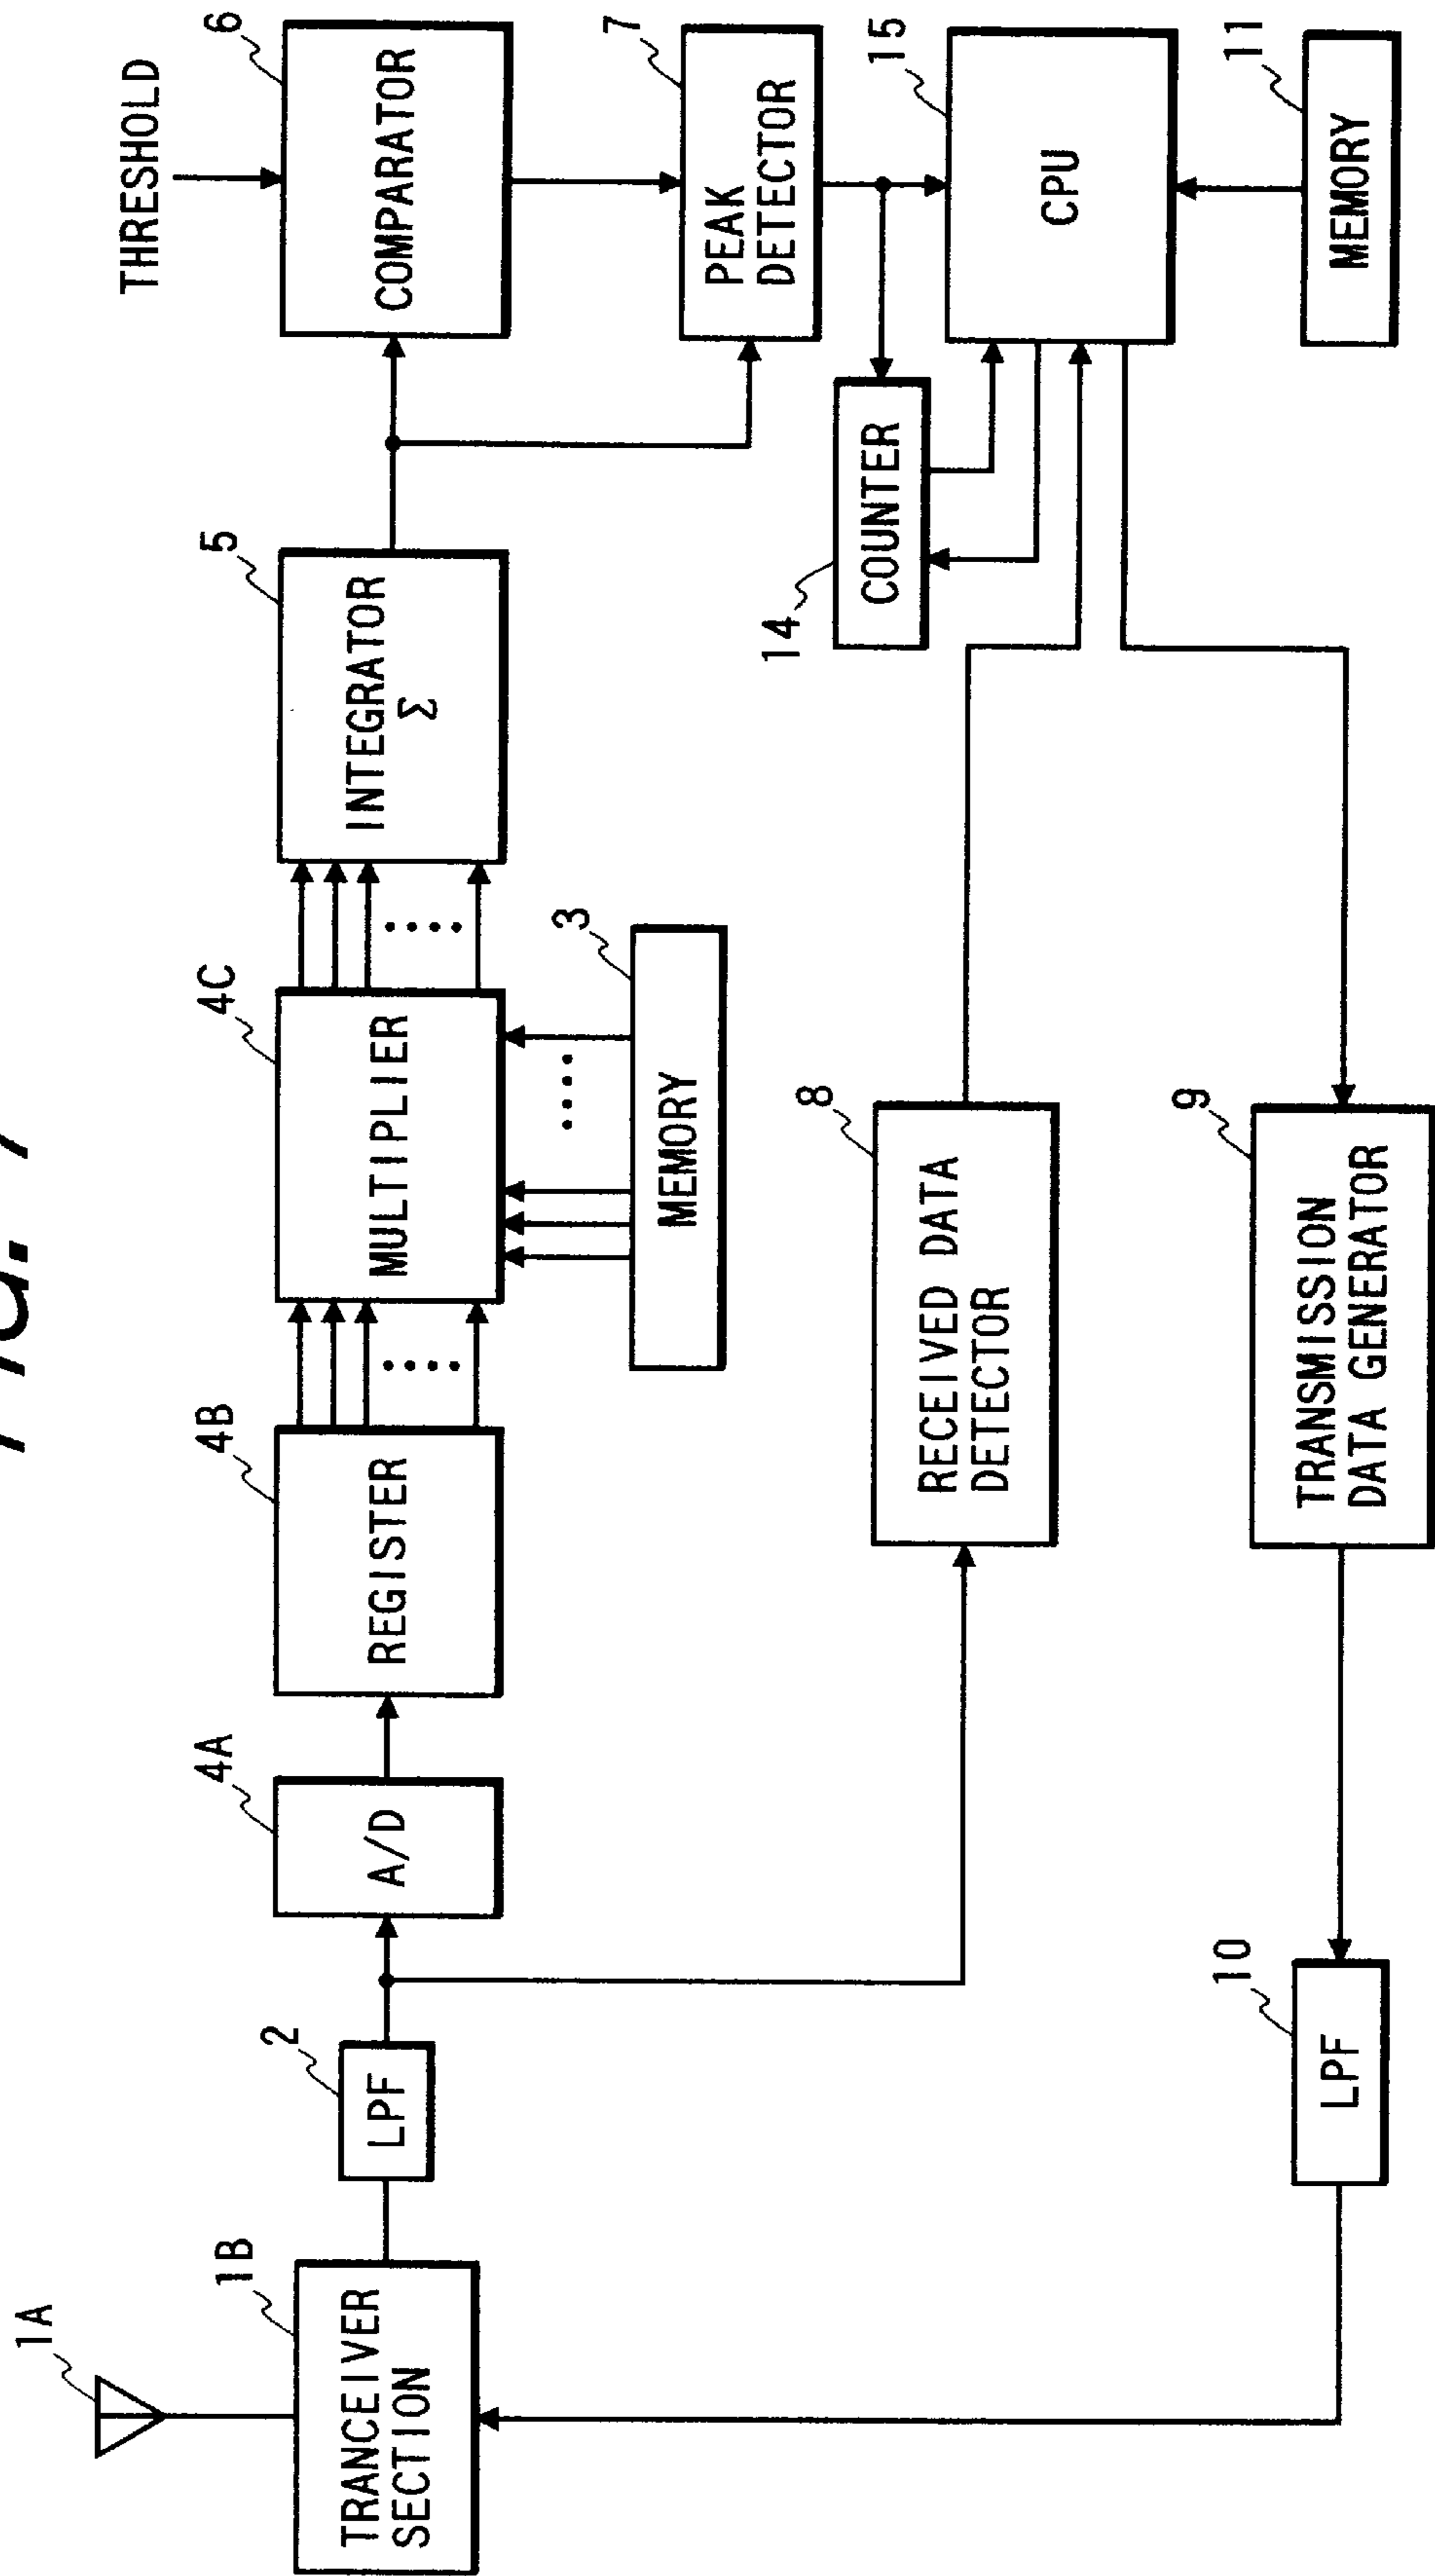 1A
1B
TRANCEIVER
SECTION
2
LPF
4A
A/D
4B
REGISTER
4C
MULTIPLIER
3
MEMORY
5
INTEGRATOR
Σ
THRESHOLD
6
COMPARATOR
7
PEAK
DETECTOR
14
COUNTER
15
CPU
11
MEMORY
8
RECEIVED DATA
DETECTOR
9
TRANSMISSION
DATA GENERATOR
10
LPF